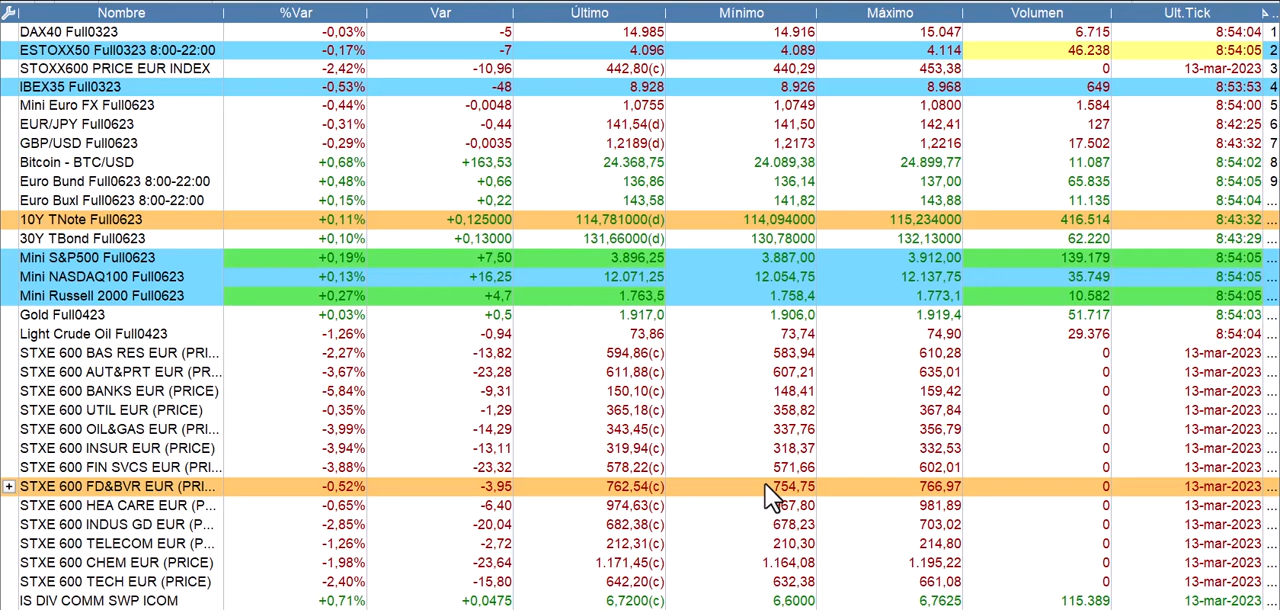 Nombre %Var Var Último Mínimo Máximo Volumen Ult.Tick
DAX40 Full0323 -0,03% -5 14.985 14.916 15.047 6.715 8:54:04 1
ESTOXX50 Full0323 8:00-22:00 -0,17% -7 4.096 4.089 4.114 46.238 8:54:05 2
STOXX600 PRICE EUR INDEX -2,42% -10,96 442,80(c) 440,29 453,38 0 13-mar-2023 3
IBEX35 Full0323 -0,53% -48 8.928 8.926 8.968 649 8:53:53 4
Mini Euro FX Full0623 -0,44% -0,0048 1,0755 1,0749 1,0800 1.584 8:54:00 5
EUR/JPY Full0623 -0,31% -0,44 141,54(d) 141,50 142,41 127 8:42:25 6
GBP/USD Full0623 -0,29% -0,0035 1,2189(d) 1,2173 1,2216 17.502 8:43:32 7
Bitcoin - BTC/USD +0,68% +163,53 24.368,75 24.089,38 24.899,77 11.087 8:54:02 8
Euro Bund Full0623 8:00-22:00 +0,48% +0,66 136,86 136,14 137,00 65.835 8:54:05 9
Euro Buxl Full0623 8:00-22:00 +0,15% +0,22 143,58 141,82 143,88 11.135 8:54:04 ...
10Y TNote Full0623 +0,11% +0,125000 114,781000(d) 114,094000 115,234000 416.514 8:43:32 ...
30Y TBond Full0623 +0,10% +0,13000 131,66000(d) 130,78000 132,13000 62.220 8:43:29 ...
Mini S&P500 Full0623 +0,19% +7,50 3.896,25 3.887,00 3.912,00 139.179 8:54:05 ...
Mini NASDAQ100 Full0623 +0,13% +16,25 12.071,25 12.054,75 12.137,75 35.749 8:54:05 ...
Mini Russell 2000 Full0623 +0,27% +4,7 1.763,5 1.758,4 1.773,1 10.582 8:54:05 ...
Gold Full0423 +0,03% +0,5 1.917,0 1.906,0 1.919,4 51.717 8:54:03 ...
Light Crude Oil Full0423 -1,26% -0,94 73,86 73,74 74,90 29.376 8:54:04 ...
STXE 600 BAS RES EUR (PRI... -2,27% -13,82 594,86(c) 583,94 610,28 0 13-mar-2023 ...
STXE 600 AUT&PRT EUR (PR... -3,67% -23,28 611,88(c) 607,21 635,01 0 13-mar-2023 ...
STXE 600 BANKS EUR (PRICE) -5,84% -9,31 150,10(c) 148,41 159,42 0 13-mar-2023 ...
STXE 600 UTIL EUR (PRICE) -0,35% -1,29 365,18(c) 358,82 367,84 0 13-mar-2023 ...
STXE 600 OIL&GAS EUR (PRI... -3,99% -14,29 343,45(c) 337,76 356,79 0 13-mar-2023 ...
STXE 600 INSUR EUR (PRICE) -3,94% -13,11 319,94(c) 318,37 332,53 0 13-mar-2023 ...
STXE 600 FIN SVCS EUR (PRI... -3,88% -23,32 578,22(c) 571,66 602,01 0 13-mar-2023 ...
STXE 600 FD&BVR EUR (PRI... -0,52% -3,95 762,54(c) 754,75 766,97 0 13-mar-2023 ...
STXE 600 HEA CARE EUR (P... -0,65% -6,40 974,63(c) 981,89 0 13-mar-2023 ...
STXE 600 INDUS GD EUR (P... -2,85% -20,04 682,38(c) 678,23 703,02 0 13-mar-2023 ...
STXE 600 TELECOM EUR (P... -1,26% -2,72 212,31(c) 210,30 214,80 0 13-mar-2023 ...
STXE 600 CHEM EUR (PRICE) -1,98% -23,64 1.171,45(c) 1.164,08 1.195,22 0 13-mar-2023 ...
STXE 600 TECH EUR (PRICE) -2,40% -15,80 642,20(c) 632,38 661,08 0 13-mar-2023 ...
IS DIV COMM SWP ICOM +0,71% +0,0475 6,7200(c) 6,6000 6,7625 115.389 13-mar-2023 ...